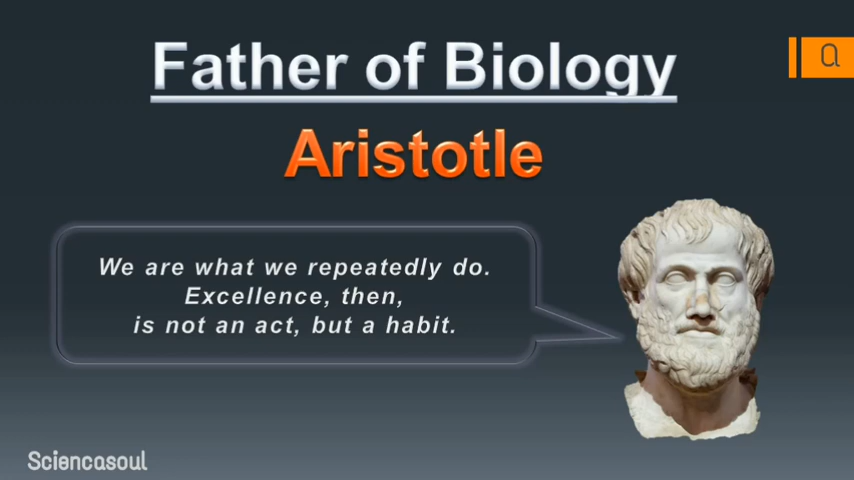 Father of Biology
a
Aristotle
We are what we repeatedly do.
Excellence, then,
is not an act, but a habit.
Sciencasoul